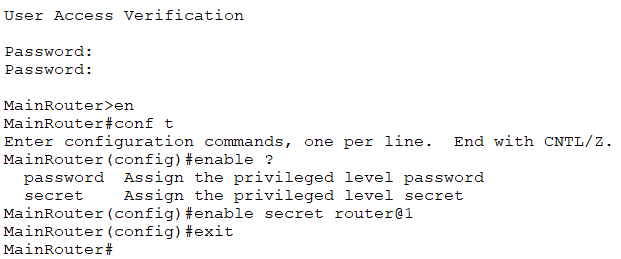 User Access Verification
Password:
Password:
MainRouter>en
MainRouter#conf t
Enter configuration commands, one per line.  End with CNTL/Z.
MainRouter(config)#enable ?
  password  Assign the privileged level password
  secret    Assign the privileged level secret
MainRouter(config)#enable secret router@1
MainRouter(config)#exit
MainRouter#